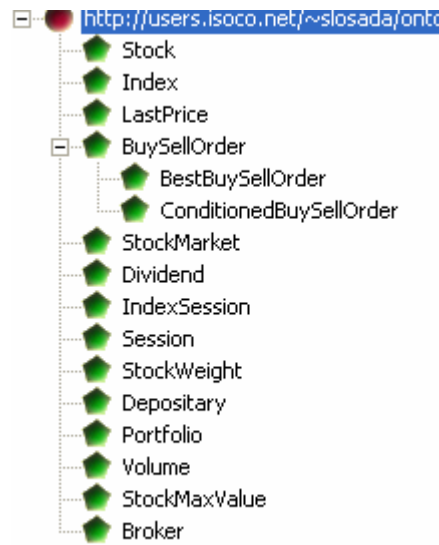 http://users.isoco.net/~slosada/onto
Stock
Index
LastPrice
BuySellOrder
BestBuySellOrder
ConditionedBuySellOrder
StockMarket
Dividend
IndexSession
Session
StockWeight
Depositary
Portfolio
Volume
StockMaxValue
Broker